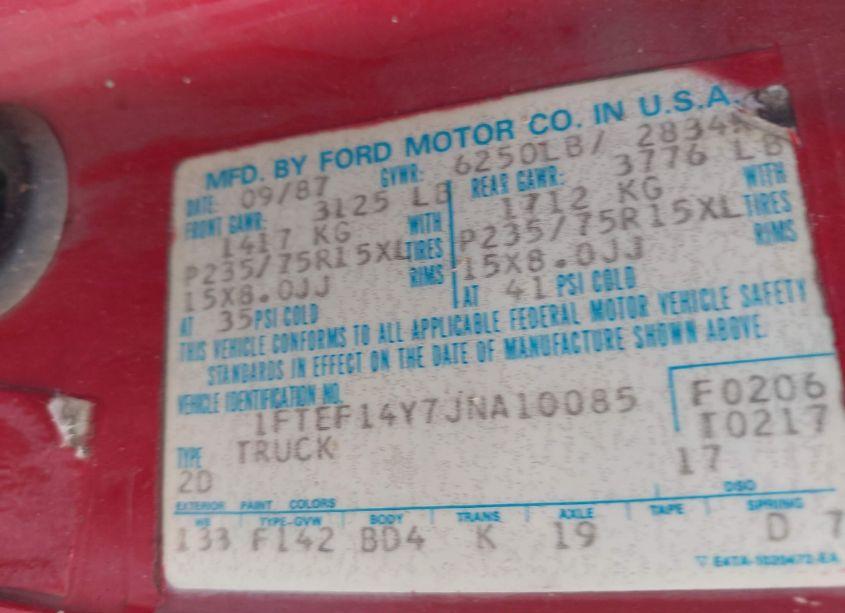 MFD. BY FORD MOTOR CO. IN U.S.A.
DATE: 09/87 GVWR: 6250LB/ 2834
FRONT GAWR: 3125 LB REAR GAWR: 3776 LB
1417 KG WITH 1712 KG WITH
P235/75R15XL TIRES P235/75R15XL TIRES
15X8.0JJ RIMS 15X8.0JJ RIMS
AT 35 PSI COLD AT 41 PSI COLD
THIS VEHICLE CONFORMS TO ALL APPLICABLE FEDERAL MOTOR VEHICLE SAFETY
STANDARDS IN EFFECT ON THE DATE OF MANUFACTURE SHOWN ABOVE.
VEHICLE IDENTIFICATION NO.
1FTEF14Y7JNA10085 F0206
TYPE TRUCK T0217
2D 17
EXTERIOR PAINT COLORS DSO
WB TYPE-GVW BODY TRANS AXLE TAPE SPRING
133 F142 BD4 K 19 D 7